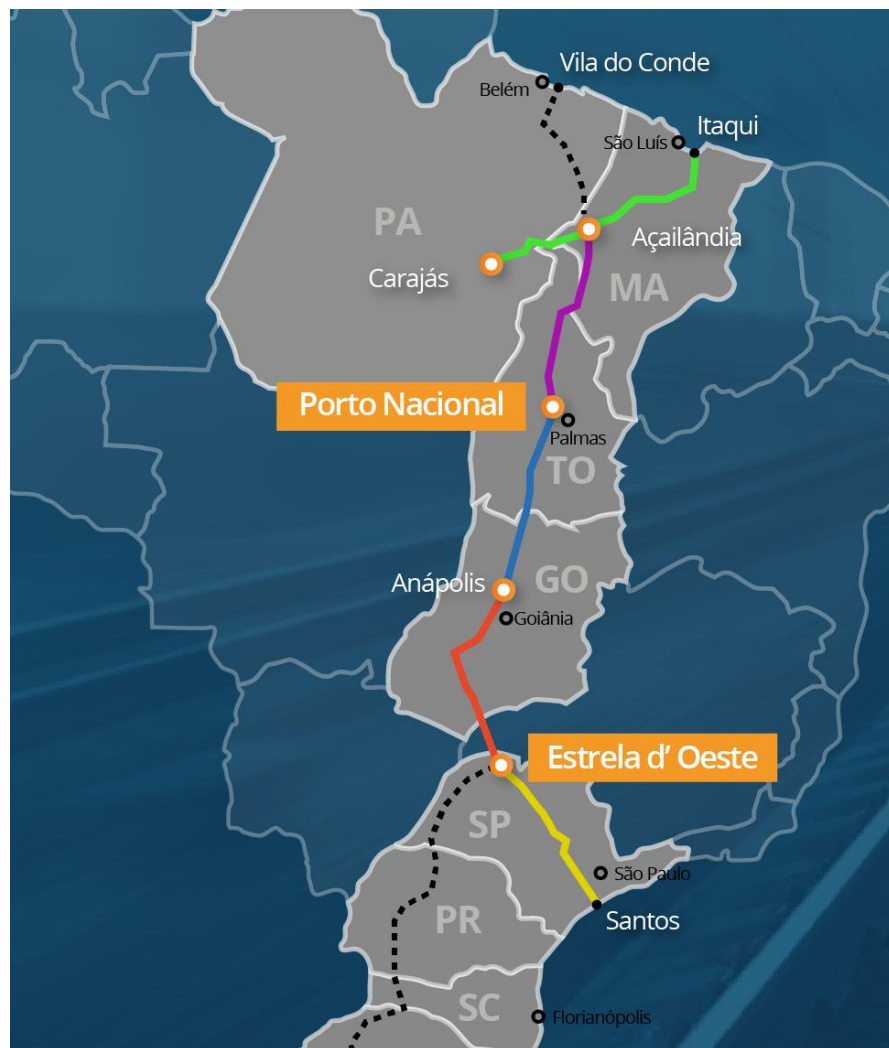 Vila do Conde
Belém
Itaqui
São Luís
PA
Açailândia
Carajás
MA
Porto Nacional
Palmas
TO
Anápolis
GO
Goiânia
Estrela d’ Oeste
SP
São Paulo
PR
Santos
SC
Florianópolis